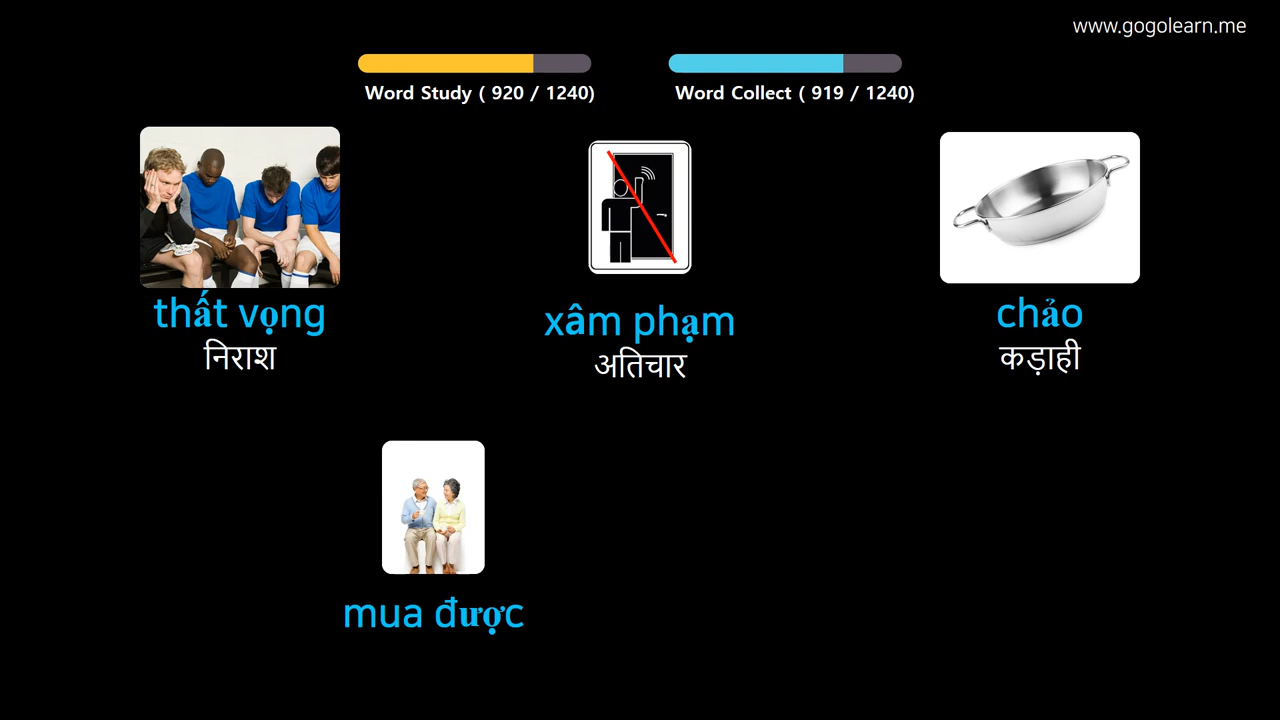 www.gogolearn.me
Word Study ( 920 / 1240)
Word Collect ( 919 / 1240)
thất vọng
निराश
xâm phạm
अतिचार
chảo
कड़ाही
mua được